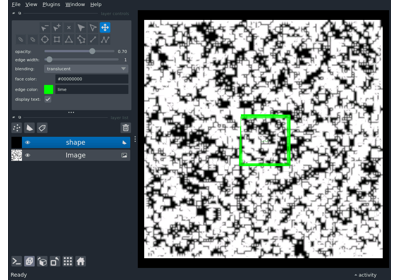 File View Plugins Window Help
opacity: 0.70
edge width: 1
blending: translucent
face color: #00000000
edge color: lime
display text:
shape
Image
Ready
activity